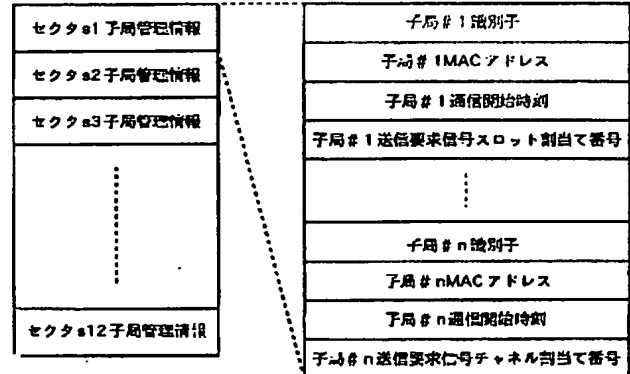 セクタs1子局管理情報
セクタs2子局管理情報
セクタs3子局管理情報
セクタs12子局管理情報
子局#1識別子
子局#1MACアドレス
子局#1通信開始時刻
子局#1送信要求信号スロット割当て番号
子局#n識別子
子局#nMACアドレス
子局#n通信開始時刻
子局#n送信要求信号チャネル割当て番号